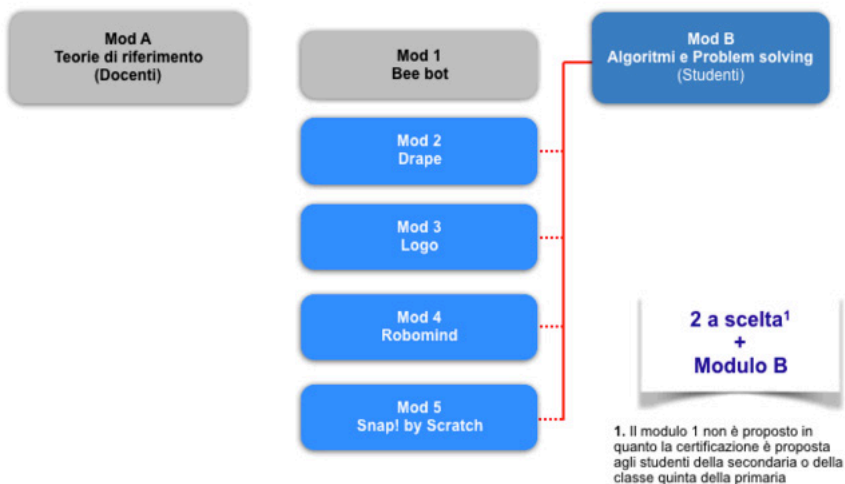 Mod A
Teorie di riferimento
(Docenti)
Mod 1
Bee bot
Mod B
Algoritmi e Problem solving
(Studenti)
Mod 2
Drape
Mod 3
Logo
Mod 4
Robomind
Mod 5
Snap! by Scratch
2 a scelta¹
+
Modulo B
1. Il modulo 1 non è proposto in
quanto la certificazione è proposta
agli studenti della secondaria o della
classe quinta della primaria